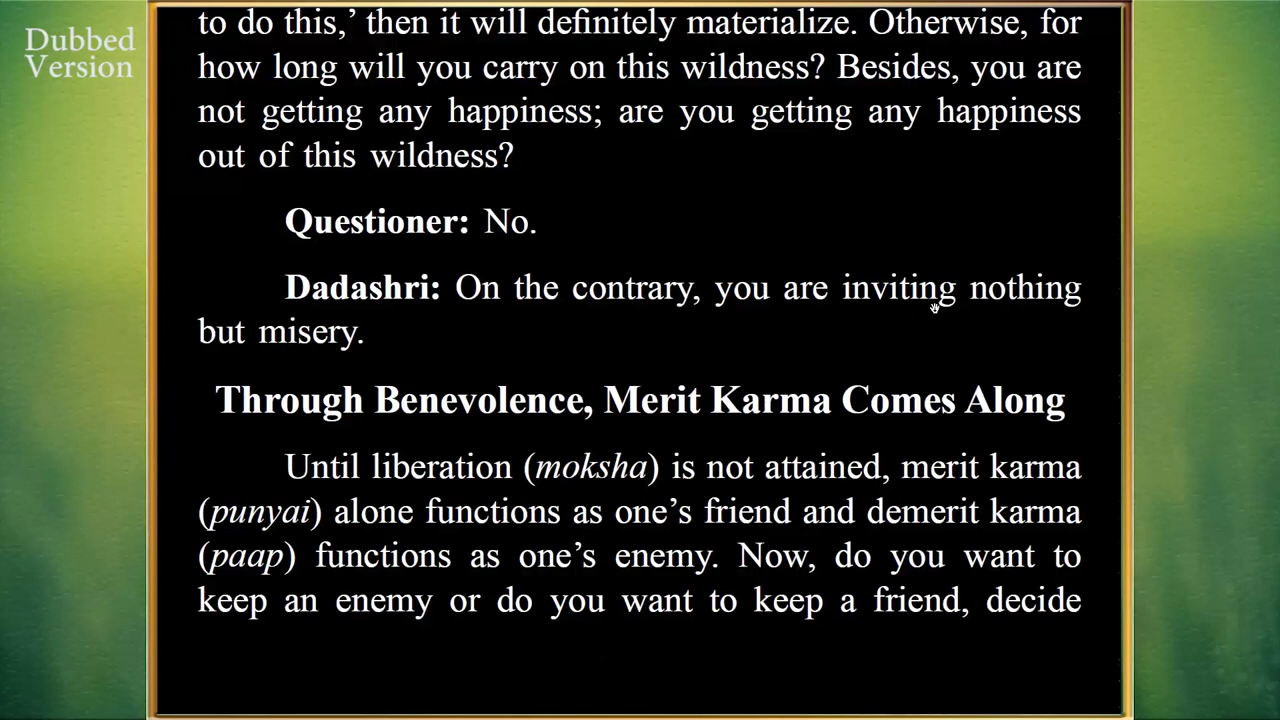 Dubbed
Version
to do this,’ then it will definitely materialize. Otherwise, for
how long will you carry on this wildness? Besides, you are
not getting any happiness; are you getting any happiness
out of this wildness?
Questioner: No.
Dadashri: On the contrary, you are inviting nothing
but misery.
Through Benevolence, Merit Karma Comes Along
Until liberation (moksha) is not attained, merit karma
(punyai) alone functions as one’s friend and demerit karma
(paap) functions as one’s enemy. Now, do you want to
keep an enemy or do you want to keep a friend, decide